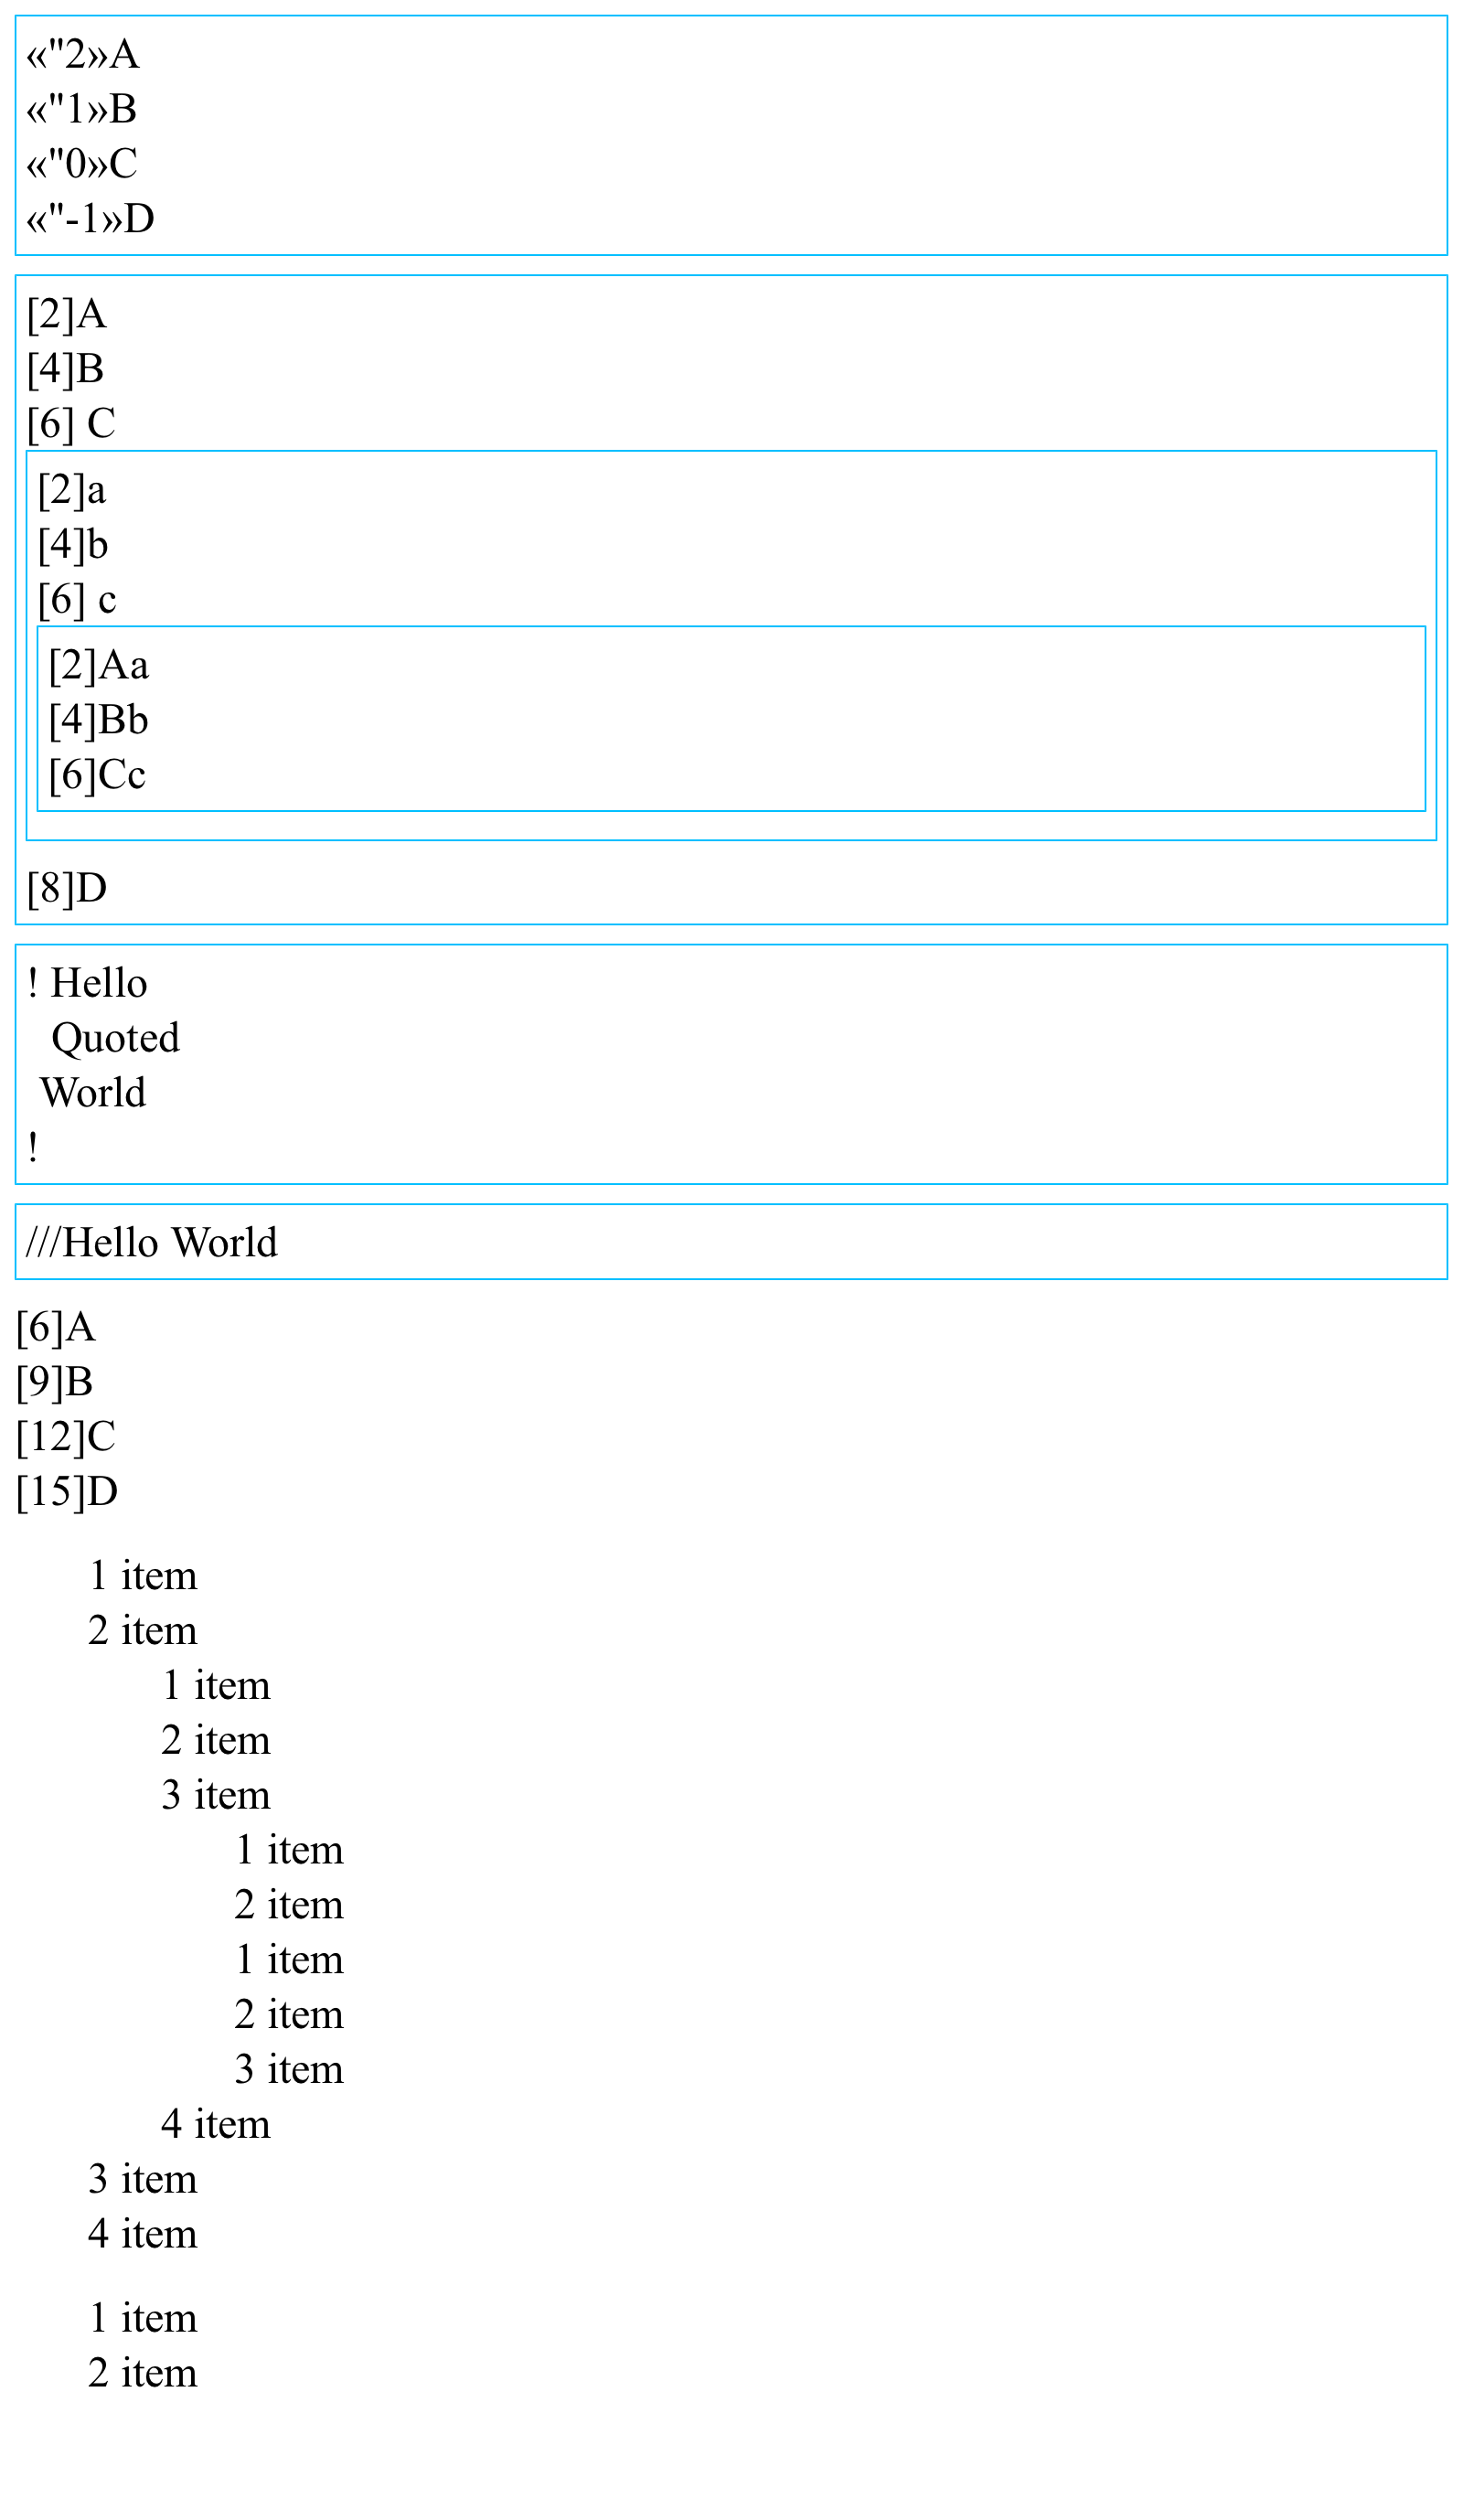 «"2»A
«"1»B
«"0»C
«"-1»D
[2]A
[4]B
[6] C
[2]a
[4]b
[6] c
[2]Aa
[4]Bb
[6]Cc
[8]D
! Hello
Quoted
World
!
///Hello World
[6]A
[9]B
[12]C
[15]D
1 item
2 item
1 item
2 item
3 item
1 item
2 item
1 item
2 item
3 item
4 item
3 item
4 item
1 item
2 item